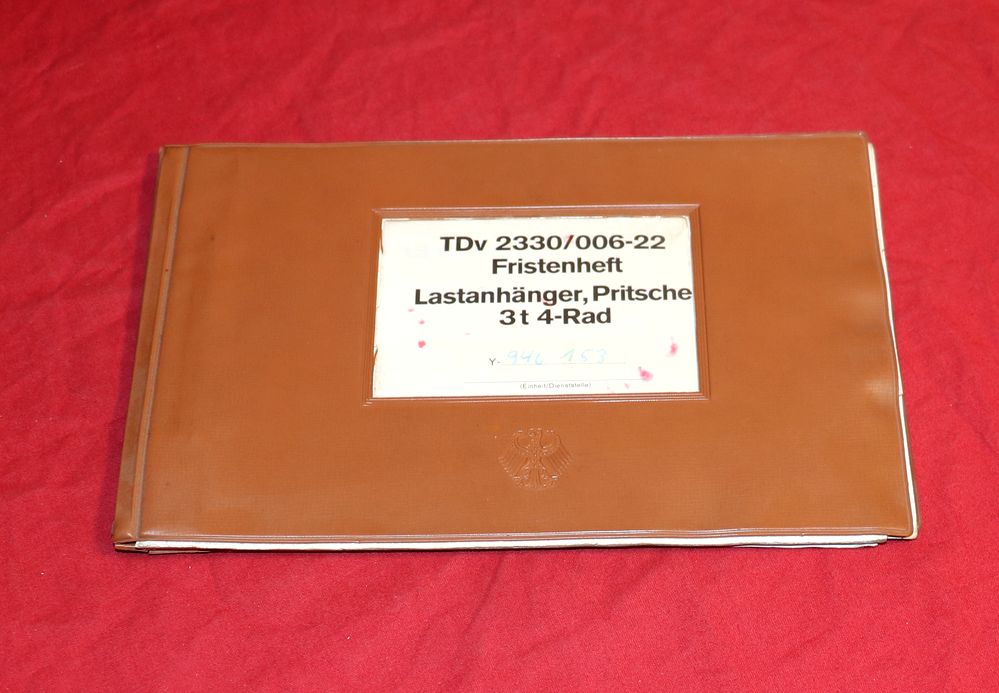 TDv 2330/006-22
Fristenheft
Lastanhänger, Pritsche
3 t 4-Rad
Y- 946 153
(Einheit/Dienststelle)